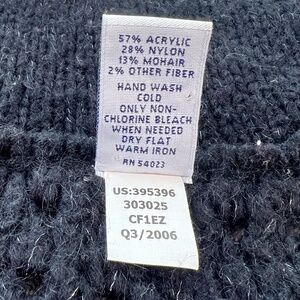 57% ACRYLIC
28% NYLON
13% MOHAIR
2% OTHER FIBER
HAND WASH
COLD
ONLY NON-
CHLORINE BLEACH
WHEN NEEDED
DRY FLAT
WARM IRON
RN 54023
US:395396
303025
CF1EZ
Q3/2006